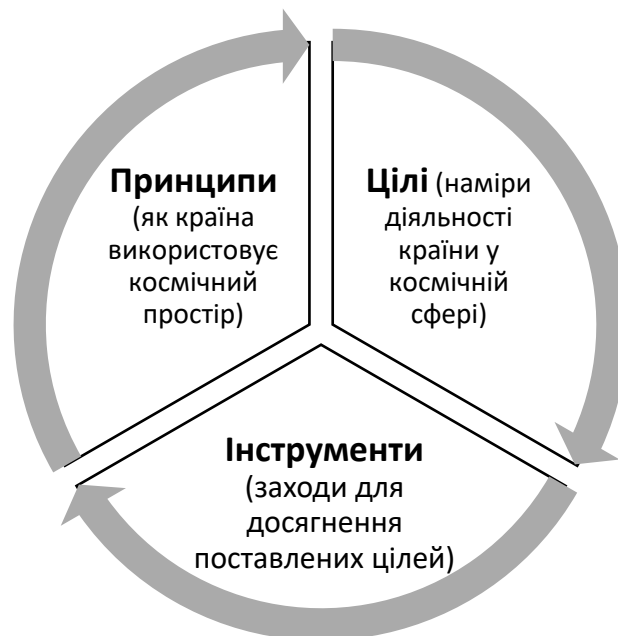 Принципи
(як країна
використовує
космічний
простір)
Цілі (наміри
діяльності
країни у
космічній
сфері)
Інструменти
(заходи для
досягнення
поставлених цілей)